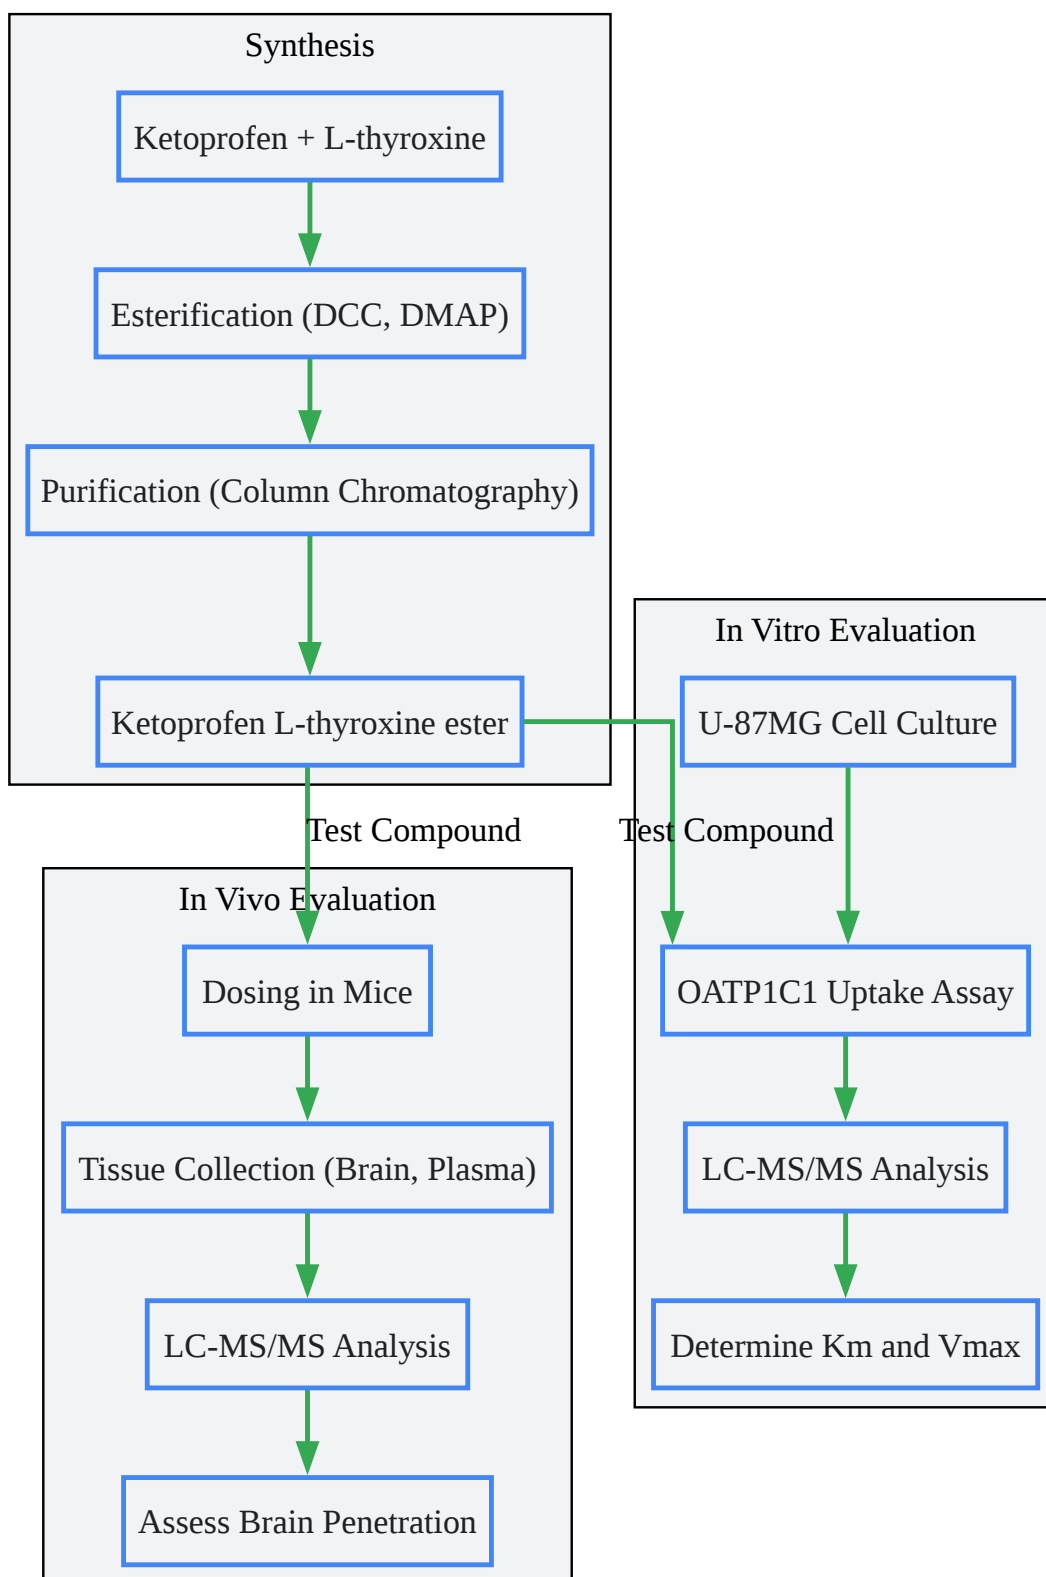 Synthesis
Ketoprofen + L-thyroxine
Esterification (DCC, DMAP)
Purification (Column Chromatography)
Ketoprofen L-thyroxine ester
Test Compound
In Vivo Evaluation
Dosing in Mice
Tissue Collection (Brain, Plasma)
LC-MS/MS Analysis
Assess Brain Penetration
In Vitro Evaluation
U-87MG Cell Culture
Test Compound
OATP1C1 Uptake Assay
LC-MS/MS Analysis
Determine Km and Vmax